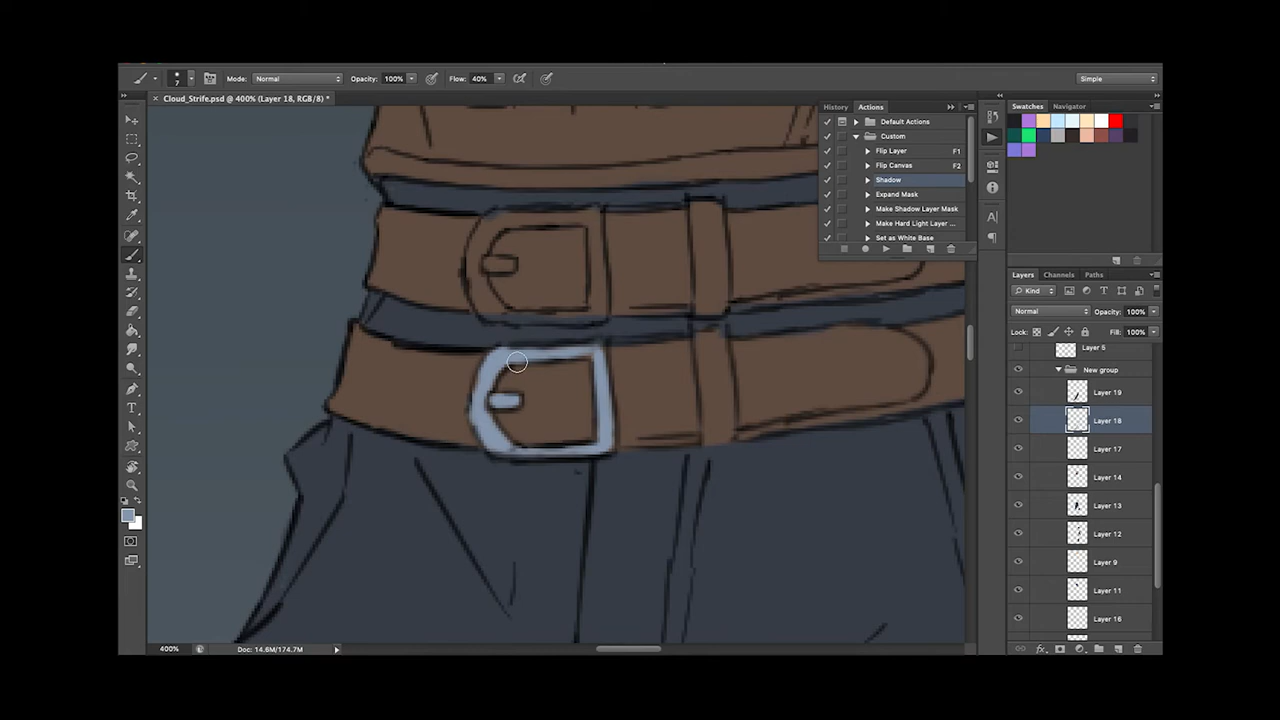 7 Mode: Normal Opacity: 100% Flow: 40% Simple
× Cloud_Strife.psd @ 400% (Layer 18, RGB/8) *
History Actions
Default Actions
Custom
Flip Layer F1
Flip Canvas F2
Shadow
Expand Mask
Make Shadow Layer Mask
Make Hard Light Layer ...
Set as White Base
Swatches Navigator
Layers Channels Paths
Kind
Normal Opacity: 100%
Lock: Fill: 100%
Layer 5
New group
Layer 19
Layer 18
Layer 17
Layer 14
Layer 13
Layer 12
Layer 9
Layer 11
Layer 16
400% Doc: 14.6M/174.7M